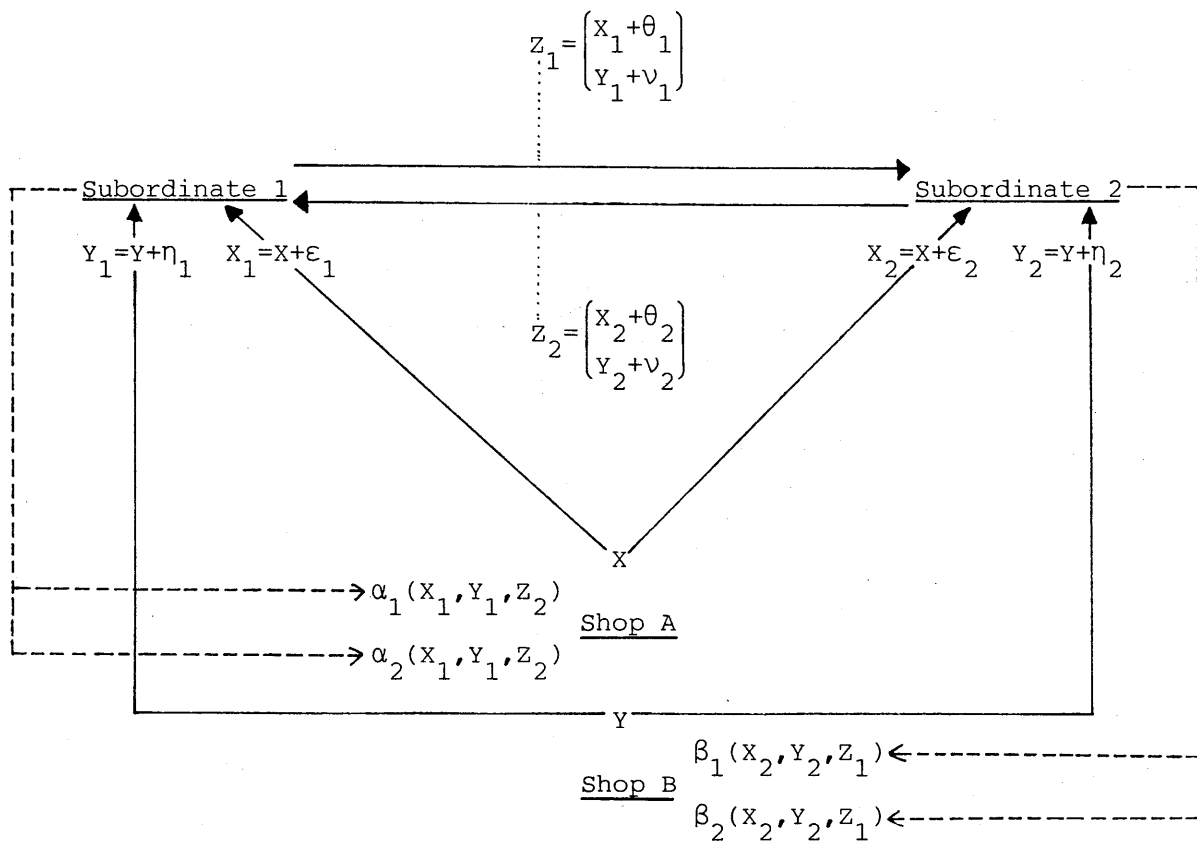 Z₁=(X₁+θ₁
Y₁+ν₁)
Subordinate 1
Subordinate 2
Y₁=Y+η₁ X₁=X+ε₁
X₂=X+ε₂ Y₂=Y+η₂
Z₂=(X₂+θ₂
Y₂+ν₂)
X
α₁(X₁,Y₁,Z₂)
Shop A
α₂(X₁,Y₁,Z₂)
Y
β₁(X₂,Y₂,Z₁)
Shop B
β₂(X₂,Y₂,Z₁)